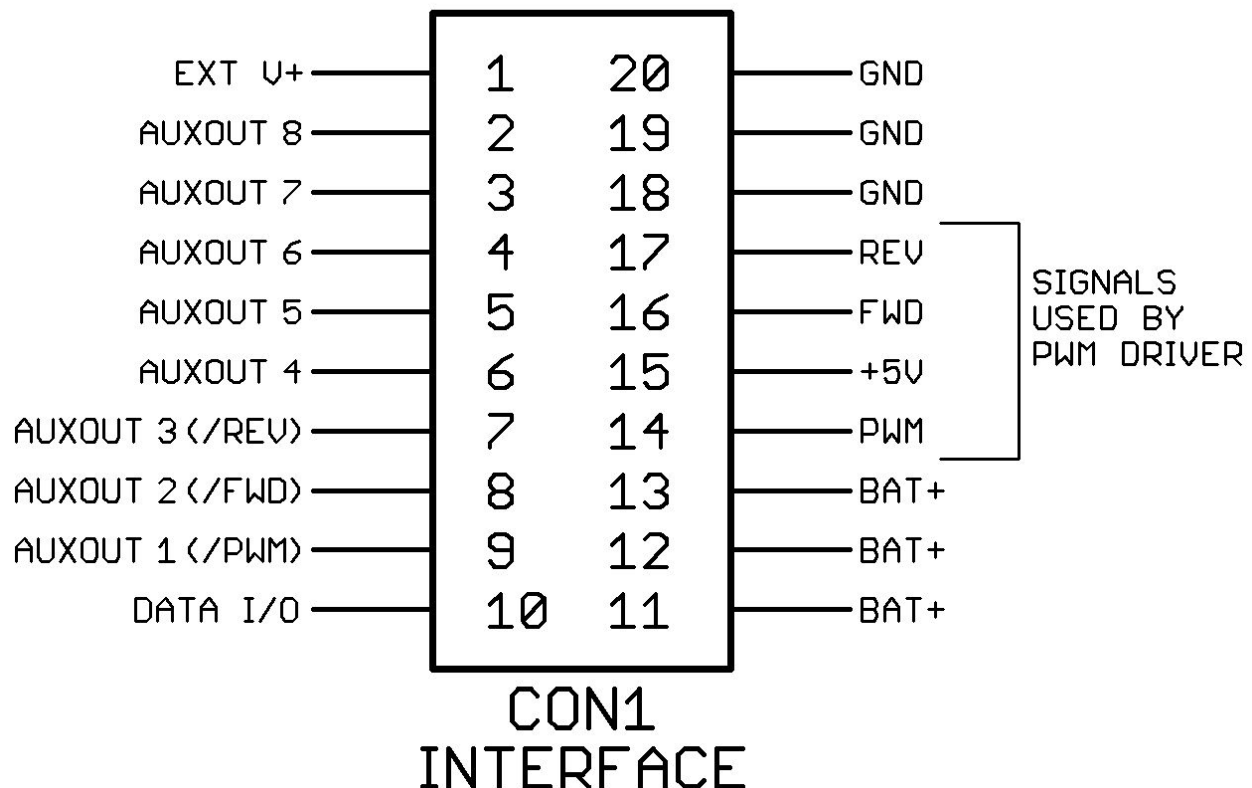 EXT V+ 1 20 GND
AUXOUT 8 2 19 GND
AUXOUT 7 3 18 GND
AUXOUT 6 4 17 REV
AUXOUT 5 5 16 FWD
AUXOUT 4 6 15 +5V
AUXOUT 3 (/REV) 7 14 PWM
AUXOUT 2 (/FWD) 8 13 BAT+
AUXOUT 1 (/PWM) 9 12 BAT+
DATA I/O 10 11 BAT+
SIGNALS
USED BY
PWM DRIVER
CON1
INTERFACE